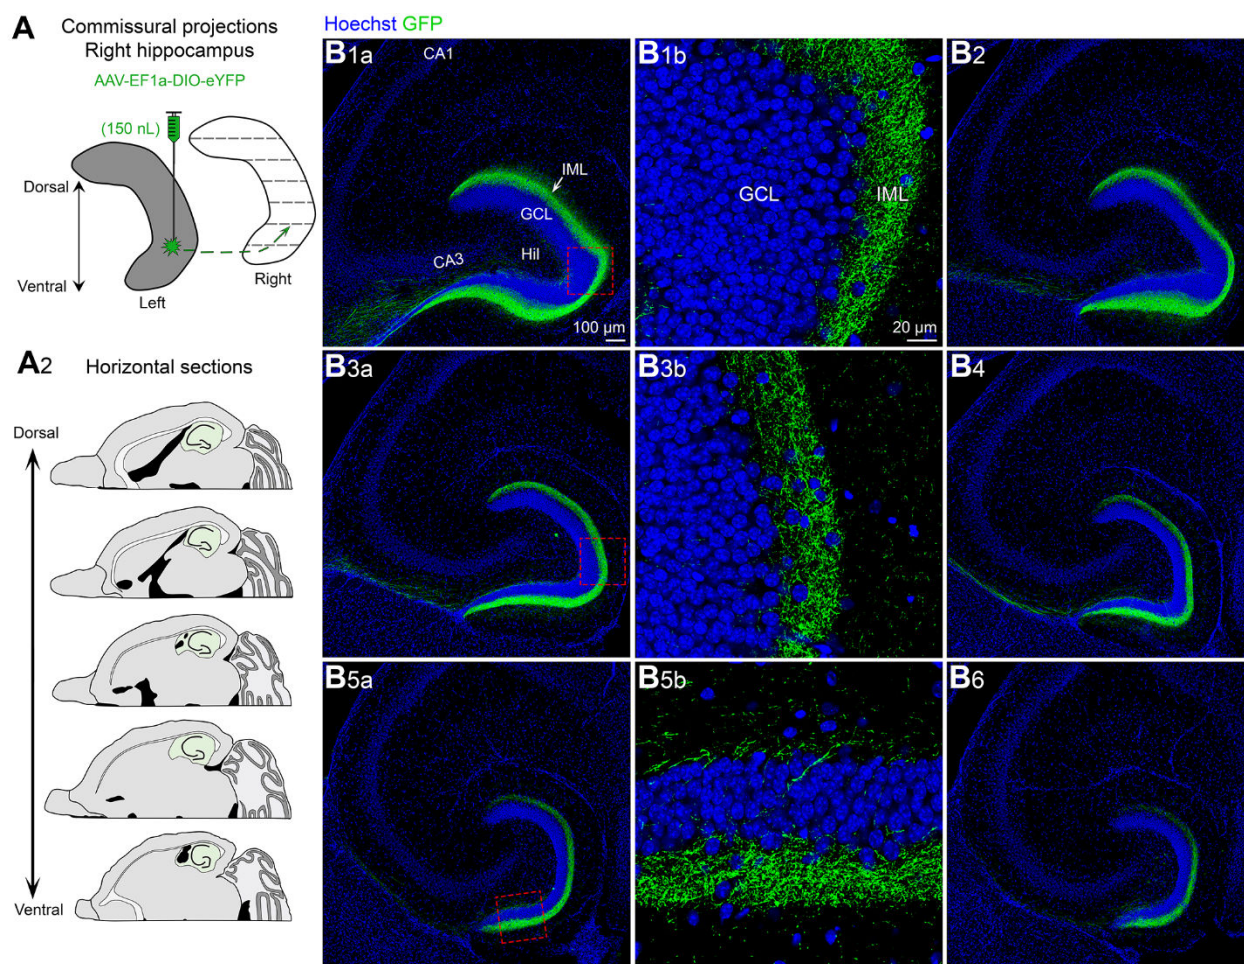 A
Commissural projections
Right hippocampus
AAV-EF1a-DIO-eYFP
(150 nL)
Dorsal
Ventral
Left
Right
A2
Horizontal sections
Dorsal
Ventral
Hoechst GFP
B1a
CA1
IML
GCL
Hil
CA3
100 µm
B1b
GCL
IML
20 µm
B2
B3a
B3b
B4
B5a
B5b
B6